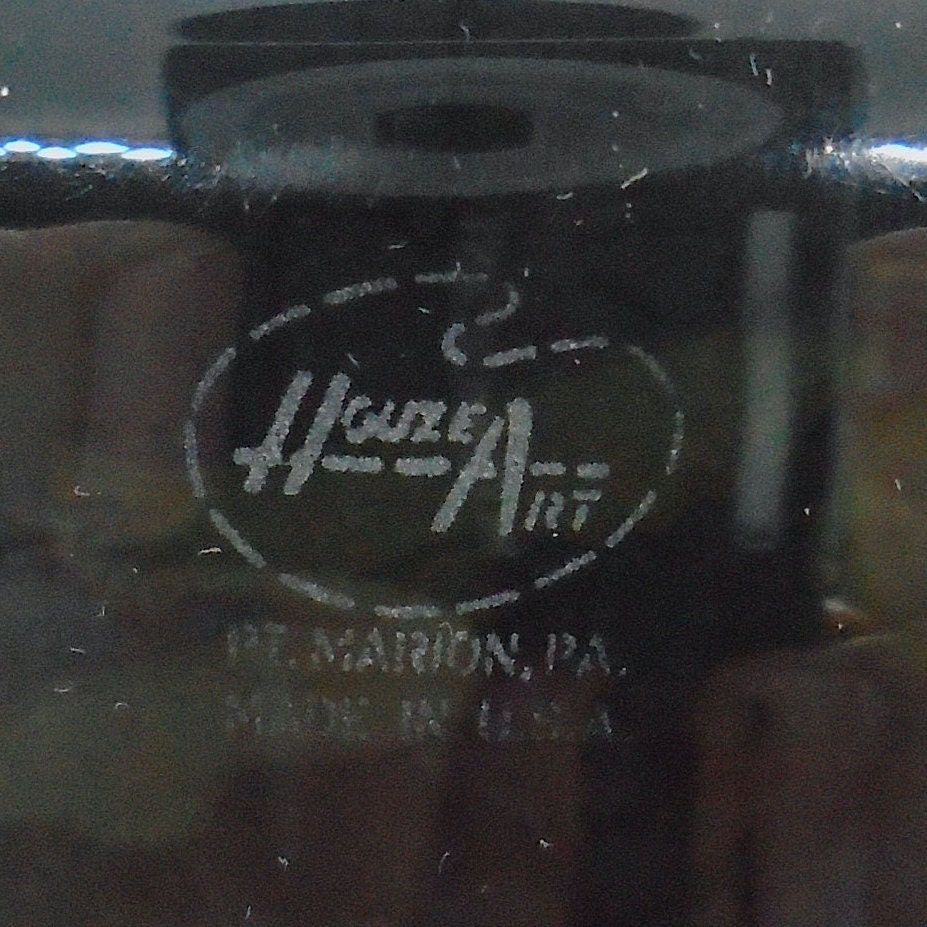 HOUZE ART
PT. MARION, PA.
MADE IN U.S.A.